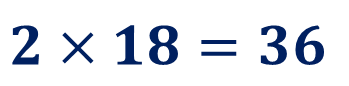 2 × 18 = 36